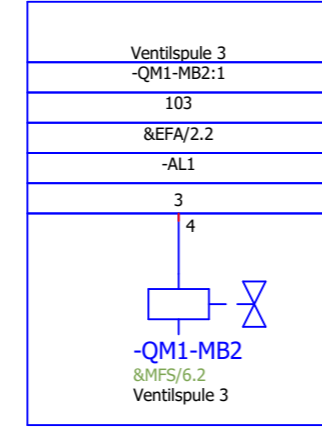 Ventilspule 3
-QM1-MB2:1
103
&EFA/2.2
-AL1
3
4
-QM1-MB2
&MFS/6.2
Ventilspule 3